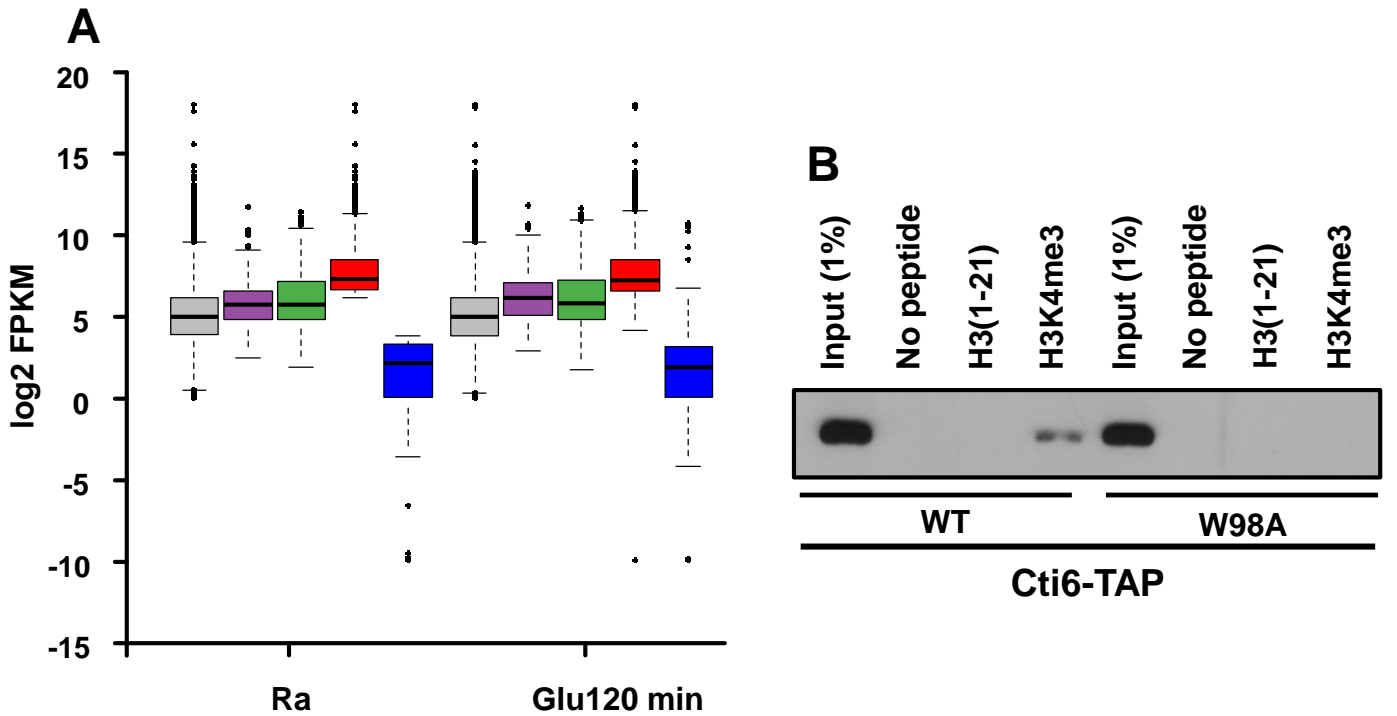 A
20
15
10
5
0
-5
-10
-15
log2 FPKM
Ra
Glu120 min
B
Input (1%)
No peptide
H3(1-21)
H3K4me3
Input (1%)
No peptide
H3(1-21)
H3K4me3
WT
W98A
Cti6-TAP